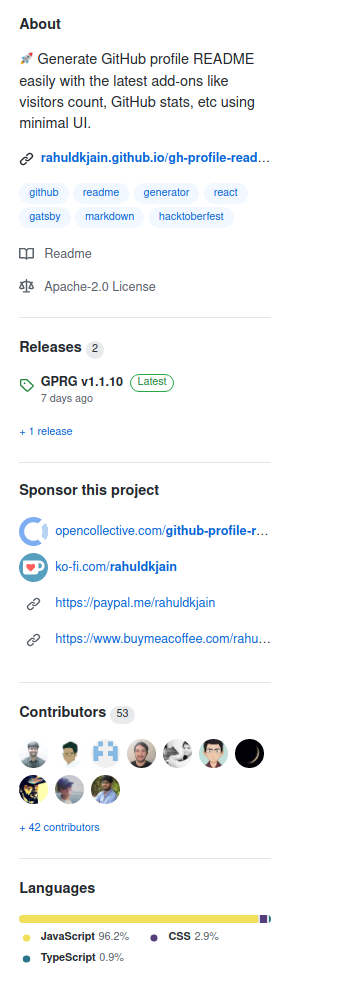 About
🚀 Generate GitHub profile README
easily with the latest add-ons like
visitors count, GitHub stats, etc using
minimal UI.
rahuldkjain.github.io/gh-profile-read...
github readme generator react
gatsby markdown hacktoberfest
Readme
Apache-2.0 License
Releases 2
GPRG v1.1.10 Latest
7 days ago
+ 1 release
Sponsor this project
opencollective.com/github-profile-r...
ko-fi.com/rahuldkjain
https://paypal.me/rahuldkjain
https://www.buymeacoffee.com/rahu...
Contributors 53
+ 42 contributors
Languages
JavaScript 96.2% CSS 2.9%
TypeScript 0.9%